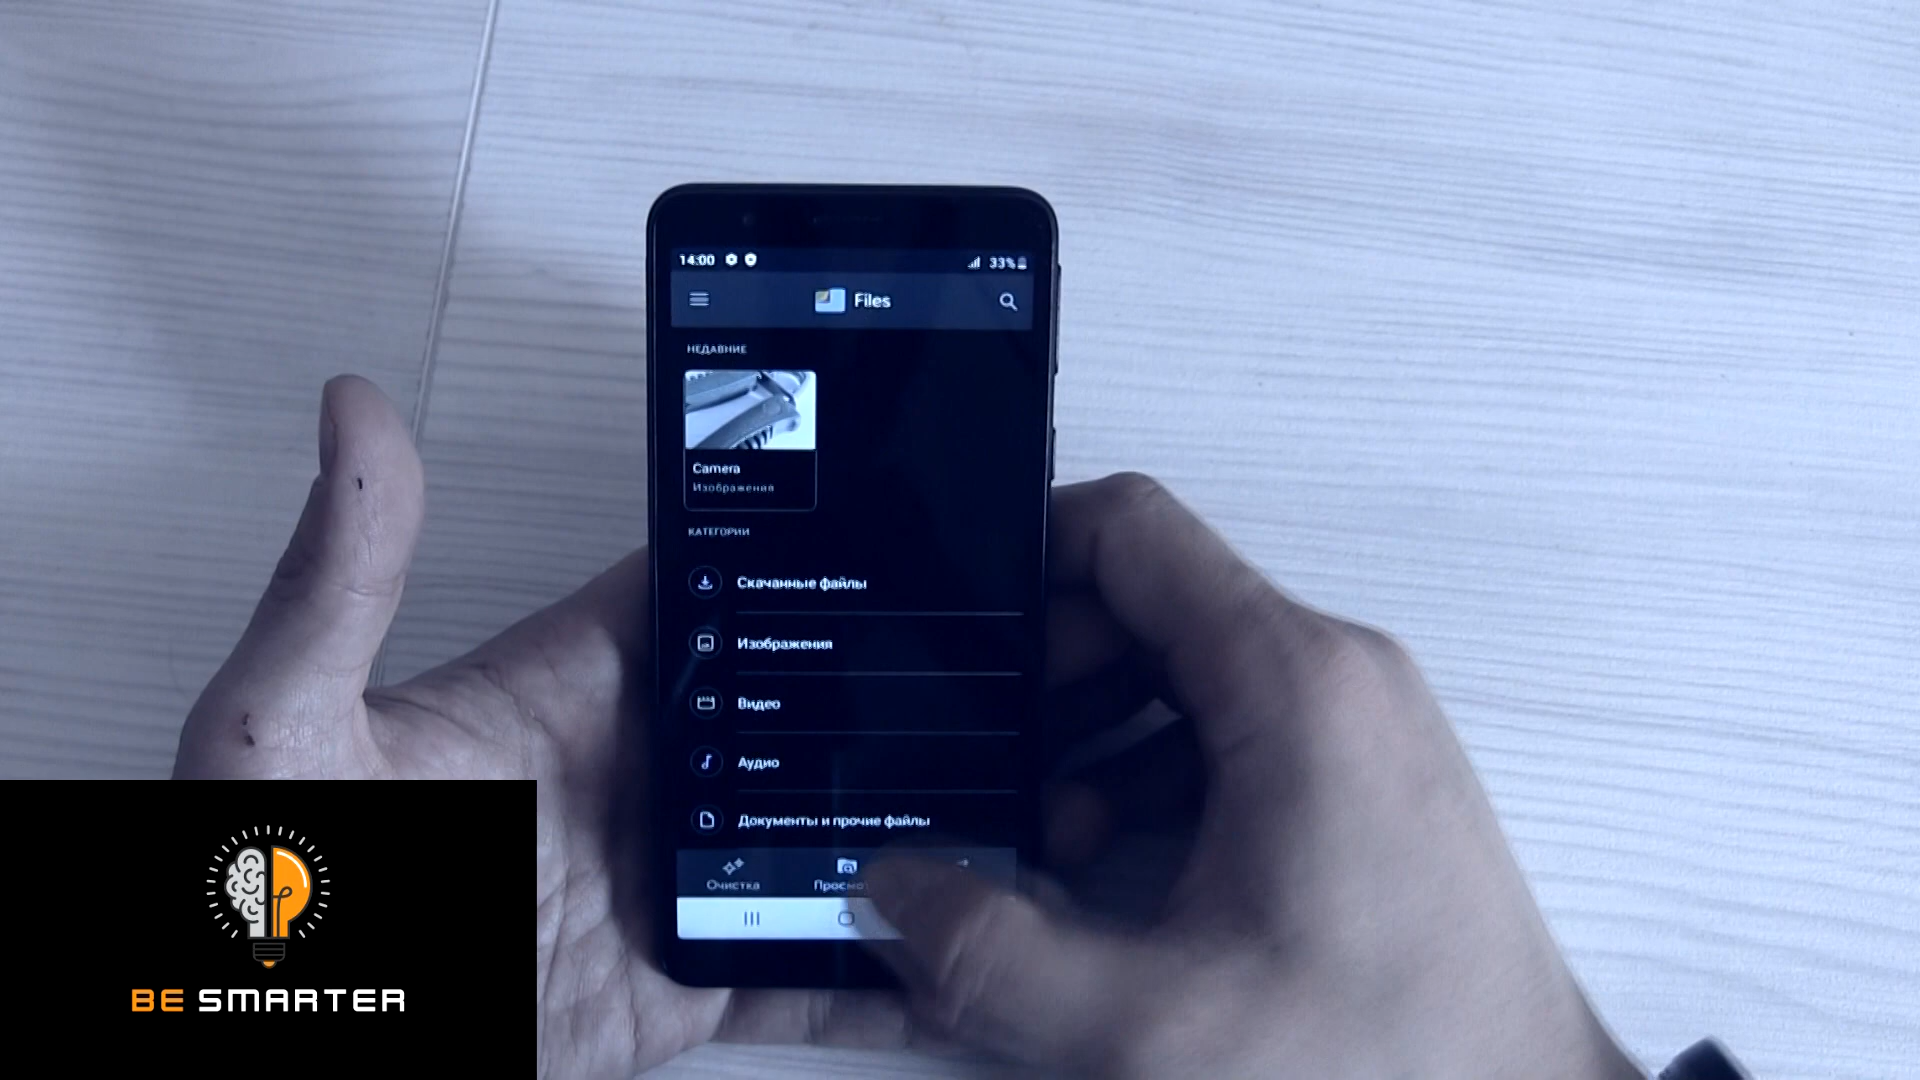 14:00
33%
Files
НЕДАВНИЕ
Camera
Изображения
КАТЕГОРИИ
Скачанные файлы
Изображения
Видео
Аудио
Документы и прочие файлы
Очистка
BE SMARTER